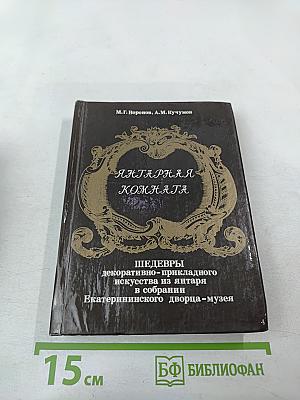 М.Г. Воронов, А.М. Кучумов
ЯНТАРНАЯ
КОМНАТА
ШЕДЕВРЫ
декоративно-прикладного
искусства из янтаря
в собрании
Екатерининского дворца-музея
15 см
БФ БИБЛИОФАН